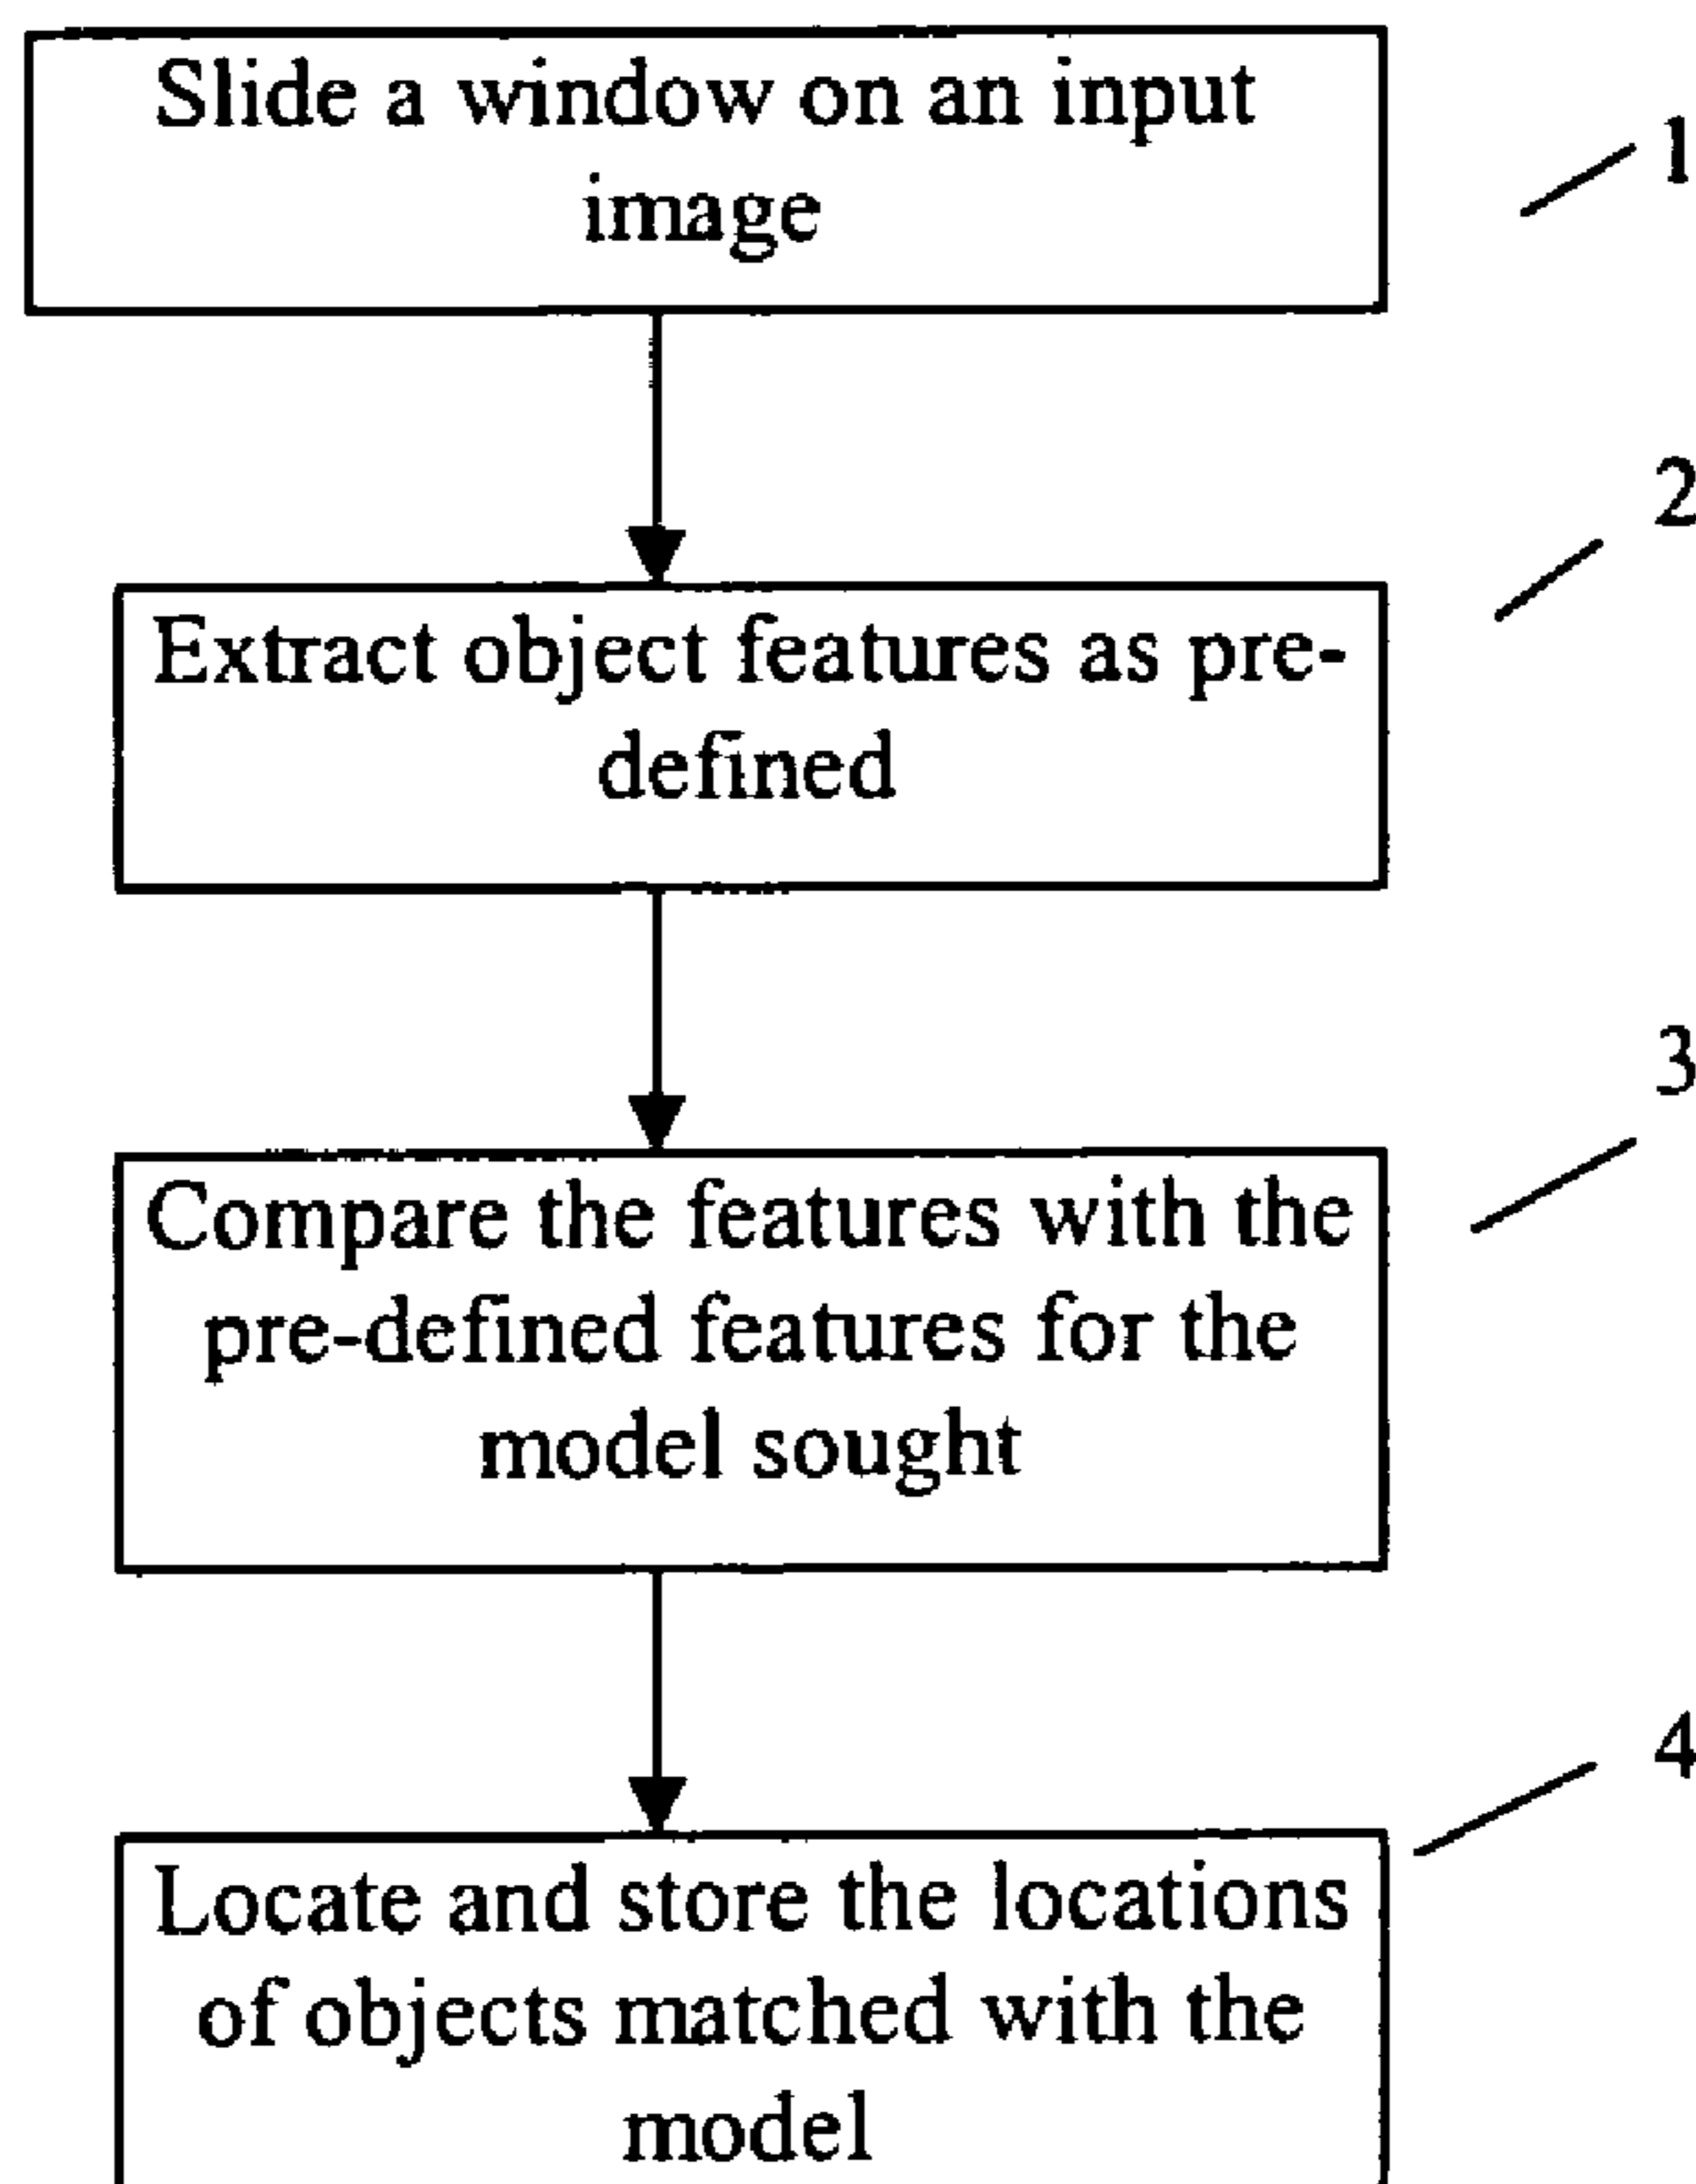 Slide a window on an input
image
1
2
Extract object features as pre-
defined
3
Compare the features with the
pre-defined features for the
model sought
4
Locate and store the locations
of objects matched with the
model